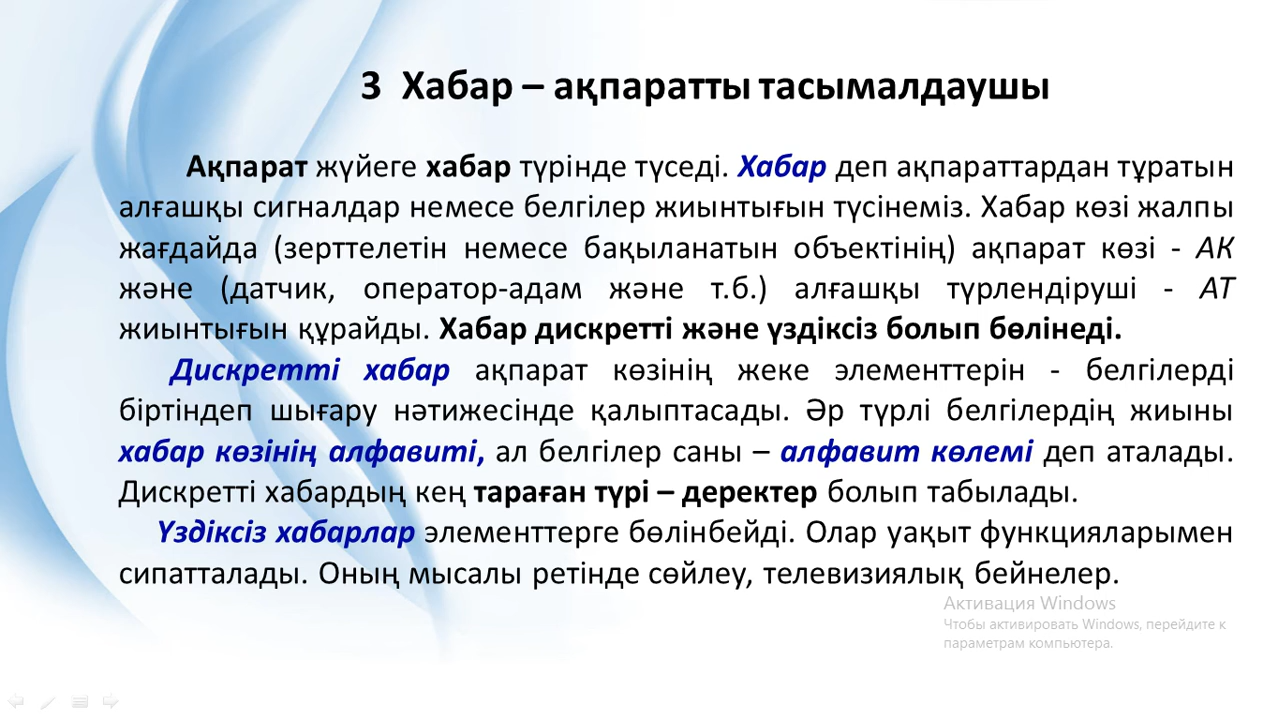 3 Хабар – ақпаратты тасымалдаушы
Ақпарат жүйеге хабар түрінде түседі. Хабар деп ақпараттардан тұратын
алғашқы сигналдар немесе белгілер жиынтығын түсінеміз. Хабар көзі жалпы
жағдайда (зерттелетін немесе бақыланатын объектінің) ақпарат көзі - АК
және (датчик, оператор-адам және т.б.) алғашқы түрлендіруші - АТ
жиынтығын құрайды. Хабар дискретті және үздіксіз болып бөлінеді.
Дискретті хабар ақпарат көзінің жеке элементтерін - белгілерді
біртіндеп шығару нәтижесінде қалыптасады. Әр түрлі белгілердің жиыны
хабар көзінің алфавиті, ал белгілер саны – алфавит көлемі деп аталады.
Дискретті хабардың кең тараған түрі – деректер болып табылады.
Үздіксіз хабарлар элементтерге бөлінбейді. Олар уақыт функцияларымен
сипатталады. Оның мысалы ретінде сөйлеу, телевизиялық бейнелер.
Активация Windows
Чтобы активировать Windows, перейдите к
параметрам компьютера.